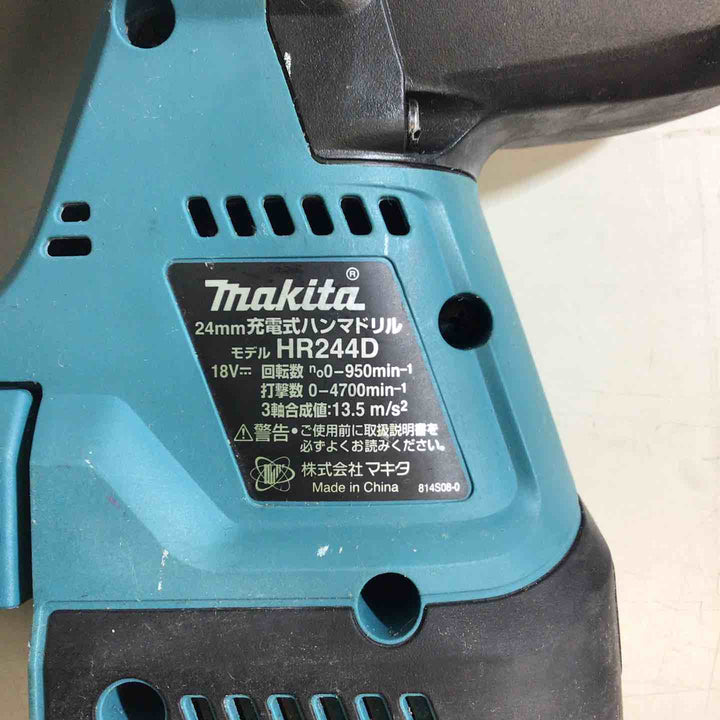 makita®
24mm充電式ハンマドリル
モデル HR244D
18V⎓ 回転数 n₀0-950min⁻¹
打撃数 0-4700min⁻¹
3軸合成値:13.5 m/s²
⚠警告・ご使用前に取扱説明書を
必ずよくお読みください。
株式会社マキタ
Made in China 814S08-0